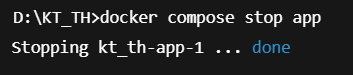 D:\KT_TH>docker compose stop app
Stopping kt_th-app-1 ... done